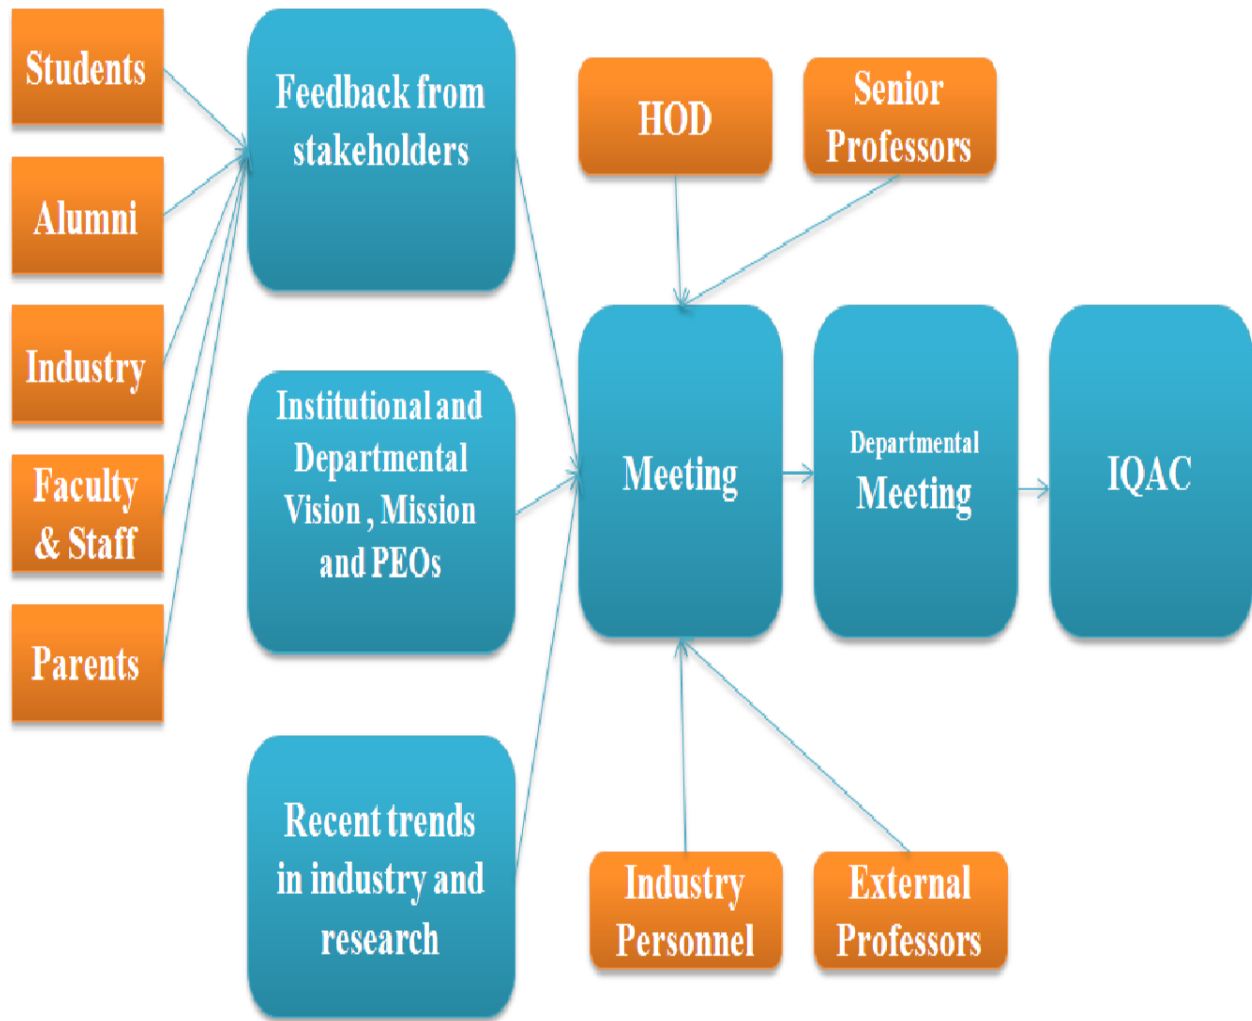 Students
Alumni
Industry
Faculty
& Staff
Parents
Feedback from
stakeholders
Institutional and
Departmental
Vision , Mission
and PEOs
Recent trends
in industry and
research
HOD
Senior
Professors
Meeting
Departmental
Meeting
IQAC
Industry
Personnel
External
Professors